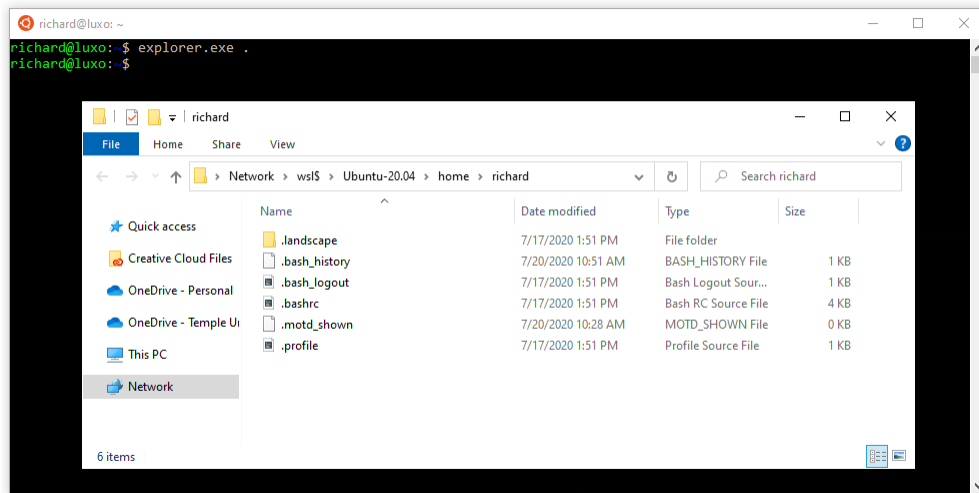 richard@luxo: ~
richard@luxo:~$ explorer.exe .
richard@luxo:~$
richard
File Home Share View
Network > wsl$ > Ubuntu-20.04 > home > richard Search richard
Name Date modified Type Size
Quick access
Creative Cloud Files
OneDrive - Personal
OneDrive - Temple Ui
This PC
Network
.landscape 7/17/2020 1:51 PM File folder
.bash_history 7/20/2020 10:51 AM BASH_HISTORY File 1 KB
.bash_logout 7/17/2020 1:51 PM Bash Logout Sour... 1 KB
.bashrc 7/17/2020 1:51 PM Bash RC Source File 4 KB
.motd_shown 7/20/2020 10:28 AM MOTD_SHOWN File 0 KB
.profile 7/17/2020 1:51 PM Profile Source File 1 KB
6 items